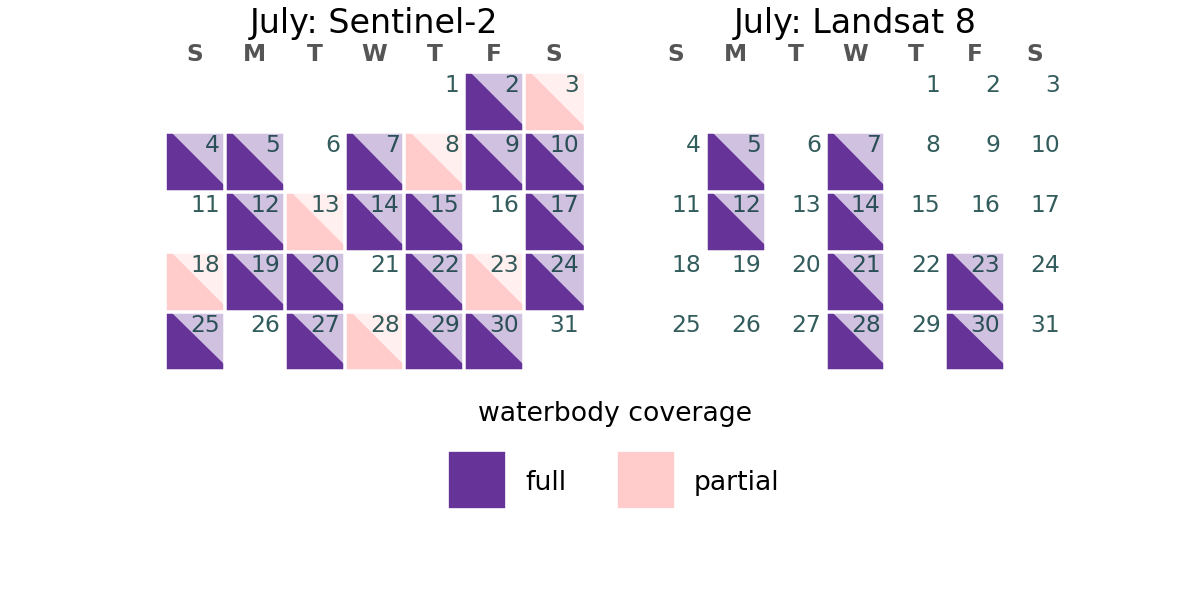 July: Sentinel-2
S M T W T F S
1 2 3
4 5 6 7 8 9 10
11 12 13 14 15 16 17
18 19 20 21 22 23 24
25 26 27 28 29 30 31
July: Landsat 8
S M T W T F S
1 2 3
4 5 6 7 8 9 10
11 12 13 14 15 16 17
18 19 20 21 22 23 24
25 26 27 28 29 30 31
waterbody coverage
full
partial